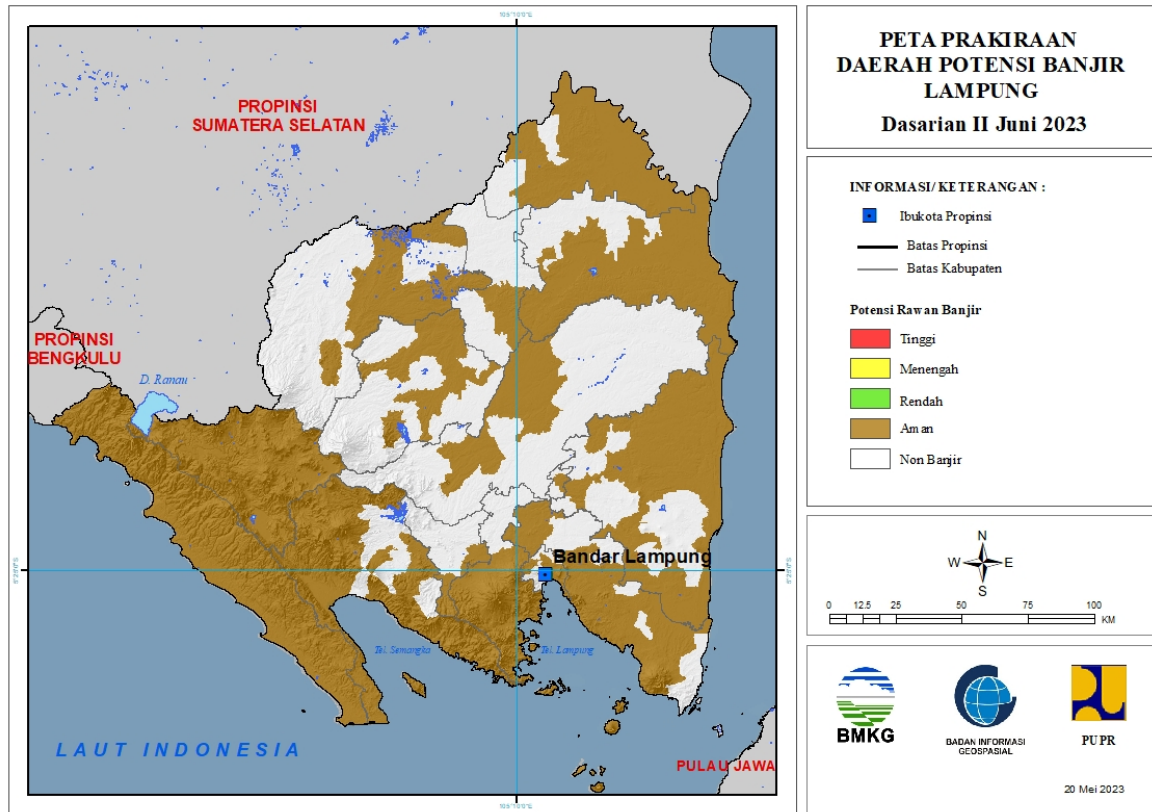 PETA PRAKIRAAN
DAERAH POTENSI BANJIR
LAMPUNG
Dasarian II Juni 2023
INFORMASI/ KETERANGAN :
Ibukota Propinsi
Batas Propinsi
Batas Kabupaten
Potensi Rawan Banjir
Tinggi
Menengah
Rendah
Aman
Non Banjir
N
W E
S
0 12.5 25 50 75 100
KM
BMKG
BADAN INFORMASI
GEOSPASIAL
PUPR
20 Mei 2023
PROPINSI
SUMATERA SELATAN
PROPINSI
BENGKULU
D. Ranau
Bandar Lampung
Tel. Semangka
Tel. Lampung
LAUT INDONESIA
PULAU JAWA